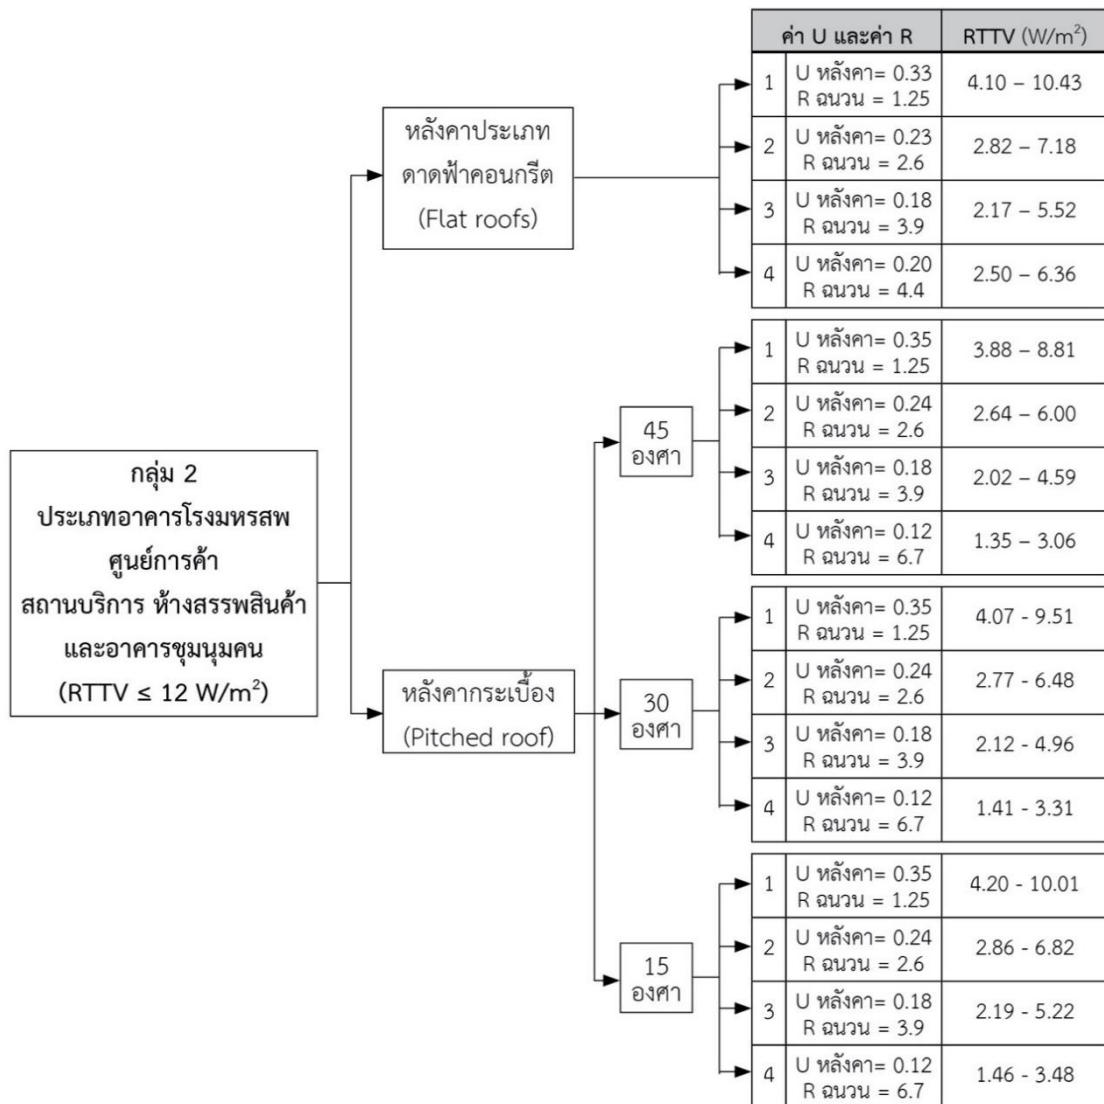 กลุ่ม 2
ประเภทอาคารโรงมหรสพ
ศูนย์การค้า
สถานบริการ ห้างสรรพสินค้า
และอาคารชุมนุมคน
(RTTV ≤ 12 W/m²)
หลังคาประเภท
ดาดฟ้าคอนกรีต
(Flat roofs)
หลังคากระเบื้อง
(Pitched roof)
45
องศา
30
องศา
15
องศา
ค่า U และค่า R RTTV (W/m²)
1 U หลังคา= 0.33 4.10 – 10.43
R ฉนวน = 1.25
2 U หลังคา= 0.23 2.82 – 7.18
R ฉนวน = 2.6
3 U หลังคา= 0.18 2.17 – 5.52
R ฉนวน = 3.9
4 U หลังคา= 0.20 2.50 – 6.36
R ฉนวน = 4.4
1 U หลังคา= 0.35 3.88 – 8.81
R ฉนวน = 1.25
2 U หลังคา= 0.24 2.64 – 6.00
R ฉนวน = 2.6
3 U หลังคา= 0.18 2.02 – 4.59
R ฉนวน = 3.9
4 U หลังคา= 0.12 1.35 – 3.06
R ฉนวน = 6.7
1 U หลังคา= 0.35 4.07 - 9.51
R ฉนวน = 1.25
2 U หลังคา= 0.24 2.77 - 6.48
R ฉนวน = 2.6
3 U หลังคา= 0.18 2.12 - 4.96
R ฉนวน = 3.9
4 U หลังคา= 0.12 1.41 - 3.31
R ฉนวน = 6.7
1 U หลังคา= 0.35 4.20 - 10.01
R ฉนวน = 1.25
2 U หลังคา= 0.24 2.86 - 6.82
R ฉนวน = 2.6
3 U หลังคา= 0.18 2.19 - 5.22
R ฉนวน = 3.9
4 U หลังคา= 0.12 1.46 - 3.48
R ฉนวน = 6.7